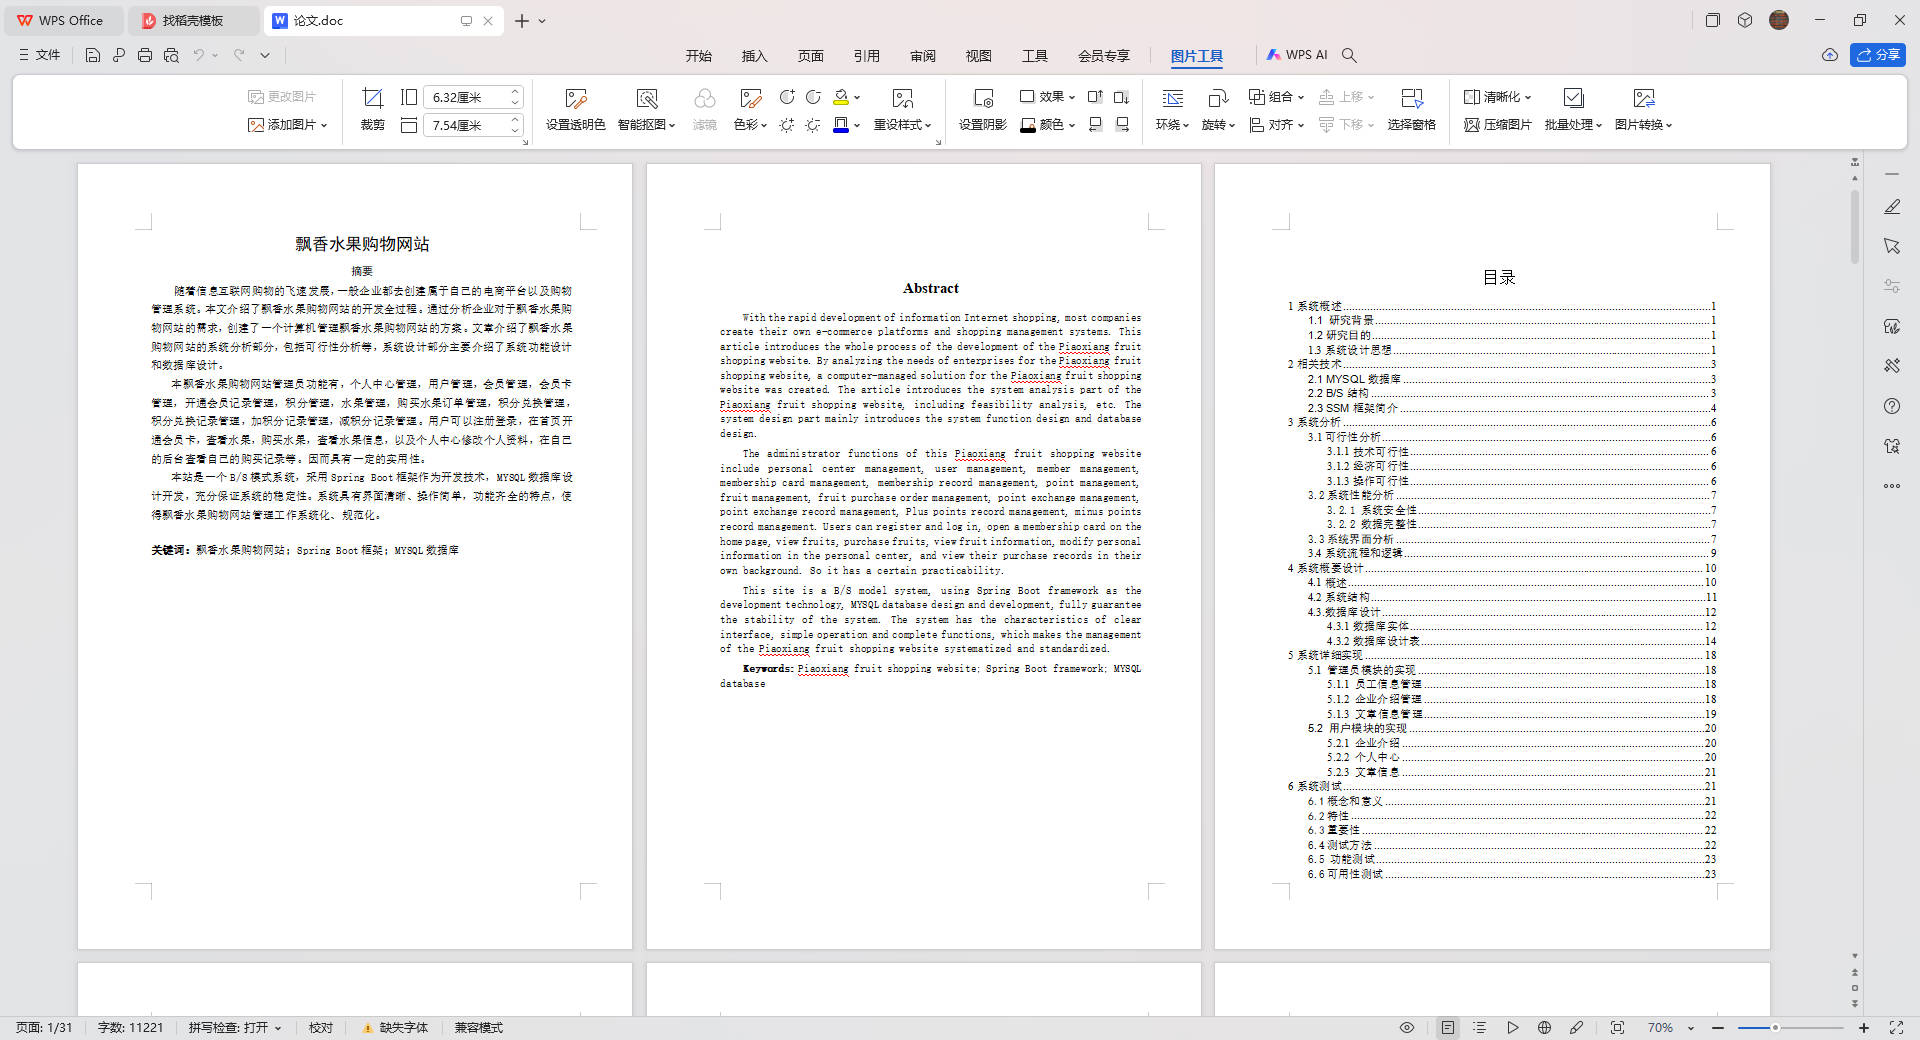 WPS Office
找稻壳模板
论文.doc
文件
开始
插入
页面
引用
审阅
视图
工具
会员专享
图片工具
WPS AI
分享
更改图片
添加图片
裁剪
6.32厘米
7.54厘米
设置透明色
智能抠图
滤镜
色彩
重设样式
设置阴影
效果
颜色
环绕
旋转
组合
对齐
上移
下移
选择窗格
清晰化
压缩图片
批量处理
图片转换
飘香水果购物网站
摘要
随着信息互联网购物的飞速发展，一般企业都去创建属于自己的电商平台以及购物
管理系统。本文介绍了飘香水果购物网站的开发全过程。通过分析企业对于飘香水果购
物网站的需求，创建了一个计算机管理飘香水果购物网站的方案。文章介绍了飘香水果
购物网站的系统分析部分，包括可行性分析等，系统设计部分主要介绍了系统功能设计
和数据库设计。
本飘香水果购物网站管理员功能有，个人中心管理，用户管理，会员管理，会员卡
管理，开通会员记录管理，积分管理，水果管理，购买水果订单管理，积分兑换管理，
积分兑换记录管理，加积分记录管理，减积分记录管理。用户可以注册登录，在首页开
通会员卡，查看水果，购买水果，查看水果信息，以及个人中心修改个人资料，在自己
的后台查看自己的购买记录等。因而具有一定的实用性。
本站是一个B/S模式系统，采用Spring Boot框架作为开发技术，MYSQL数据库设
计开发，充分保证系统的稳定性。系统具有界面清晰、操作简单，功能齐全的特点，使
得飘香水果购物网站管理工作系统化、规范化。
关键词：飘香水果购物网站；Spring Boot框架；MYSQL数据库
Abstract
With the rapid development of information Internet shopping, most companies
create their own e-commerce platforms and shopping management systems. This
article introduces the whole process of the development of the Piaoxiang fruit
shopping website. By analyzing the needs of enterprises for the Piaoxiang fruit
shopping website, a computer-managed solution for the Piaoxiang fruit shopping
website was created. The article introduces the system analysis part of the
Piaoxiang fruit shopping website, including feasibility analysis, etc. The
system design part mainly introduces the system function design and database
design.
The administrator functions of this Piaoxiang fruit shopping website
include personal center management, user management, member management,
membership card management, membership record management, point management,
fruit management, fruit purchase order management, point exchange management,
point exchange record management, Plus points record management, minus points
record management. Users can register and log in, open a membership card on the
home page, view fruits, purchase fruits, view fruit information, modify personal
information in the personal center, and view their purchase records in their
own background. So it has a certain practicability.
This site is a B/S model system, using Spring Boot framework as the
development technology, MYSQL database design and development, fully guarantee
the stability of the system. The system has the characteristics of clear
interface, simple operation and complete functions, which makes the management
of the Piaoxiang fruit shopping website systematized and standardized.
Keywords: Piaoxiang fruit shopping website; Spring Boot framework; MYSQL
database
目录
1 系统概述 1
1.1 研究背景 1
1.2 研究目的 1
1.3 系统设计思想 1
2 相关技术 3
2.1 MYSQL 数据库 3
2.2 B/S 结构 3
2.3 SSM 框架简介 4
3 系统分析 6
3.1 可行性分析 6
3.1.1 技术可行性 6
3.1.2 经济可行性 6
3.1.3 操作可行性 6
3.2 系统性能分析 7
3.2.1 系统安全性 7
3.2.2 数据完整性 7
3.3 系统界面分析 7
3.4 系统流程和逻辑 9
4 系统概要设计 10
4.1 概述 10
4.2 系统结构 11
4.3.数据库设计 12
4.3.1 数据库实体 12
4.3.2 数据库设计表 14
5 系统详细实现 18
5.1 管理员模块的实现 18
5.1.1 员工信息管理 18
5.1.2 企业介绍管理 18
5.1.3 文章信息管理 19
5.2 用户模块的实现 20
5.2.1 企业介绍 20
5.2.2 个人中心 20
5.2.3 文章信息 21
6 系统测试 21
6.1 概念和意义 21
6.2 特性 22
6.3 重要性 22
6.4 测试方法 22
6.5 功能测试 23
6.6 可用性测试 23
页面: 1/31
字数: 11221
拼写检查: 打开
校对
缺失字体
兼容模式
70%